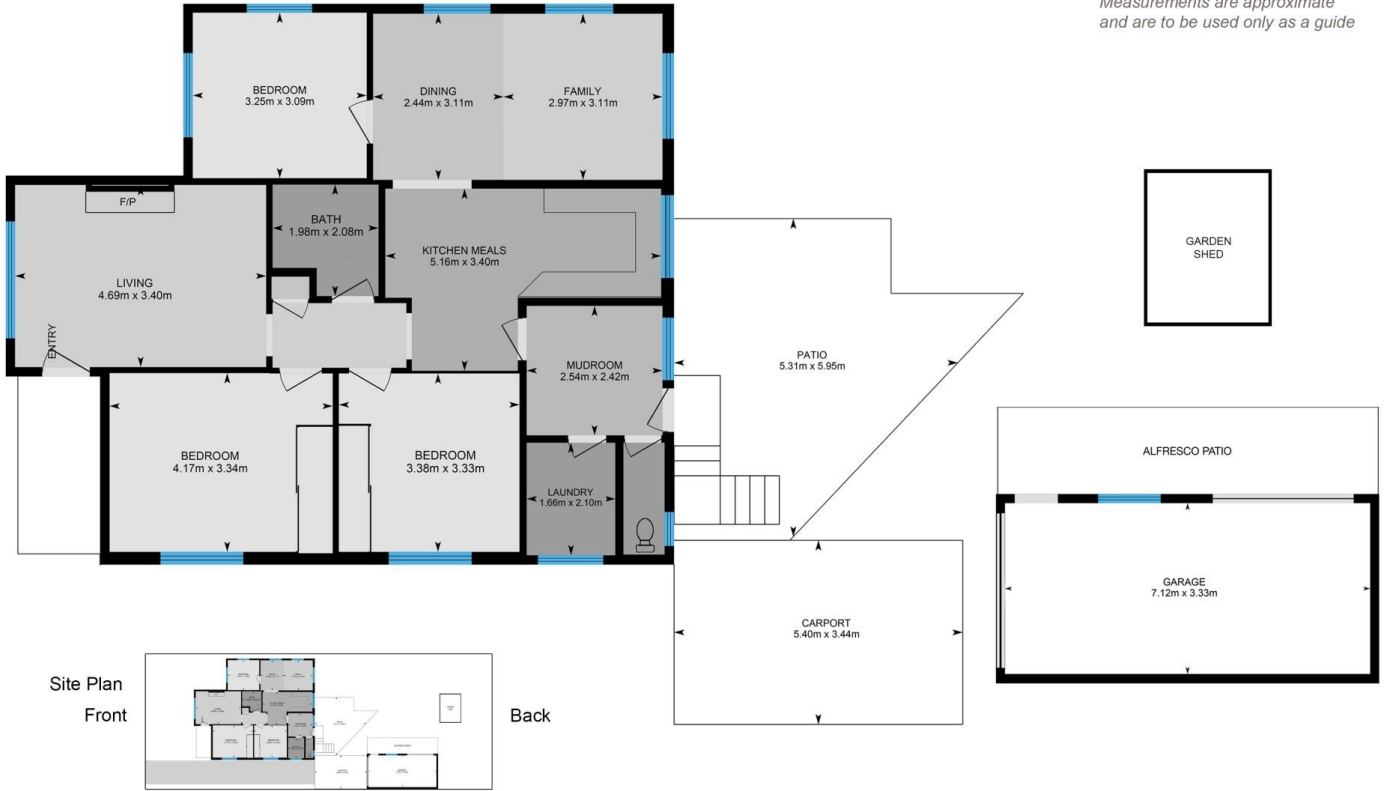 Measurements are approximate
and are to be used only as a guide
BEDROOM
3.25m x 3.09m
DINING
2.44m x 3.11m
FAMILY
2.97m x 3.11m
F/P
BATH
1.98m x 2.08m
KITCHEN MEALS
5.16m x 3.40m
LIVING
4.69m x 3.40m
ENTRY
GARDEN
SHED
MUDROOM
2.54m x 2.42m
PATIO
5.31m x 5.95m
BEDROOM
4.17m x 3.34m
BEDROOM
3.38m x 3.33m
LAUNDRY
1.66m x 2.10m
ALFRESCO PATIO
GARAGE
7.12m x 3.33m
CARPORT
5.40m x 3.44m
Site Plan
Front
Back